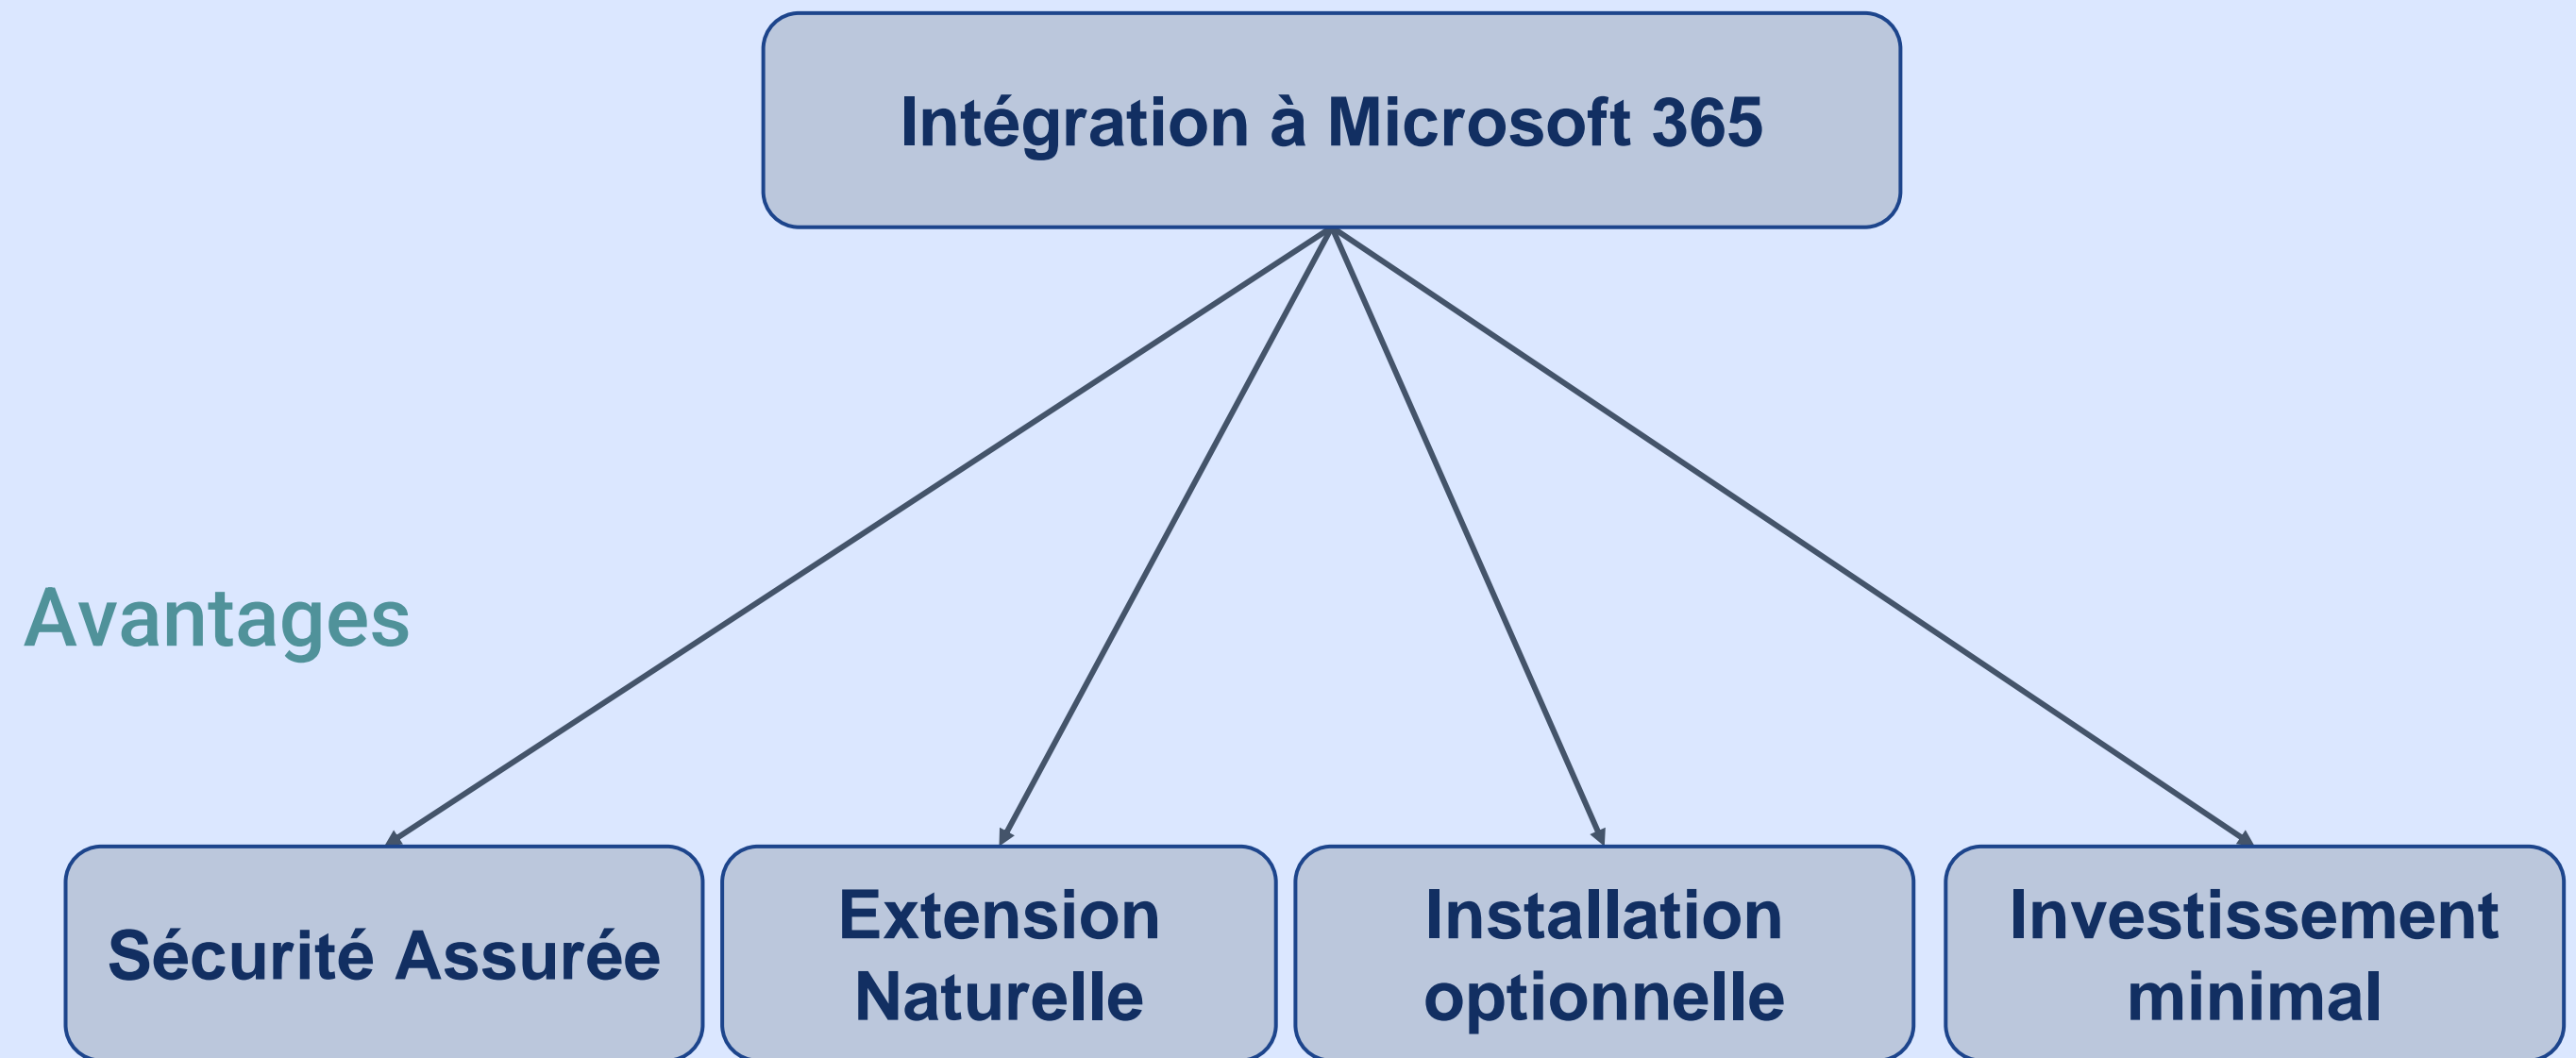 Intégration à Microsoft 365
Avantages
Sécurité Assurée
Extension
Naturelle
Installation
optionnelle
Investissement
minimal